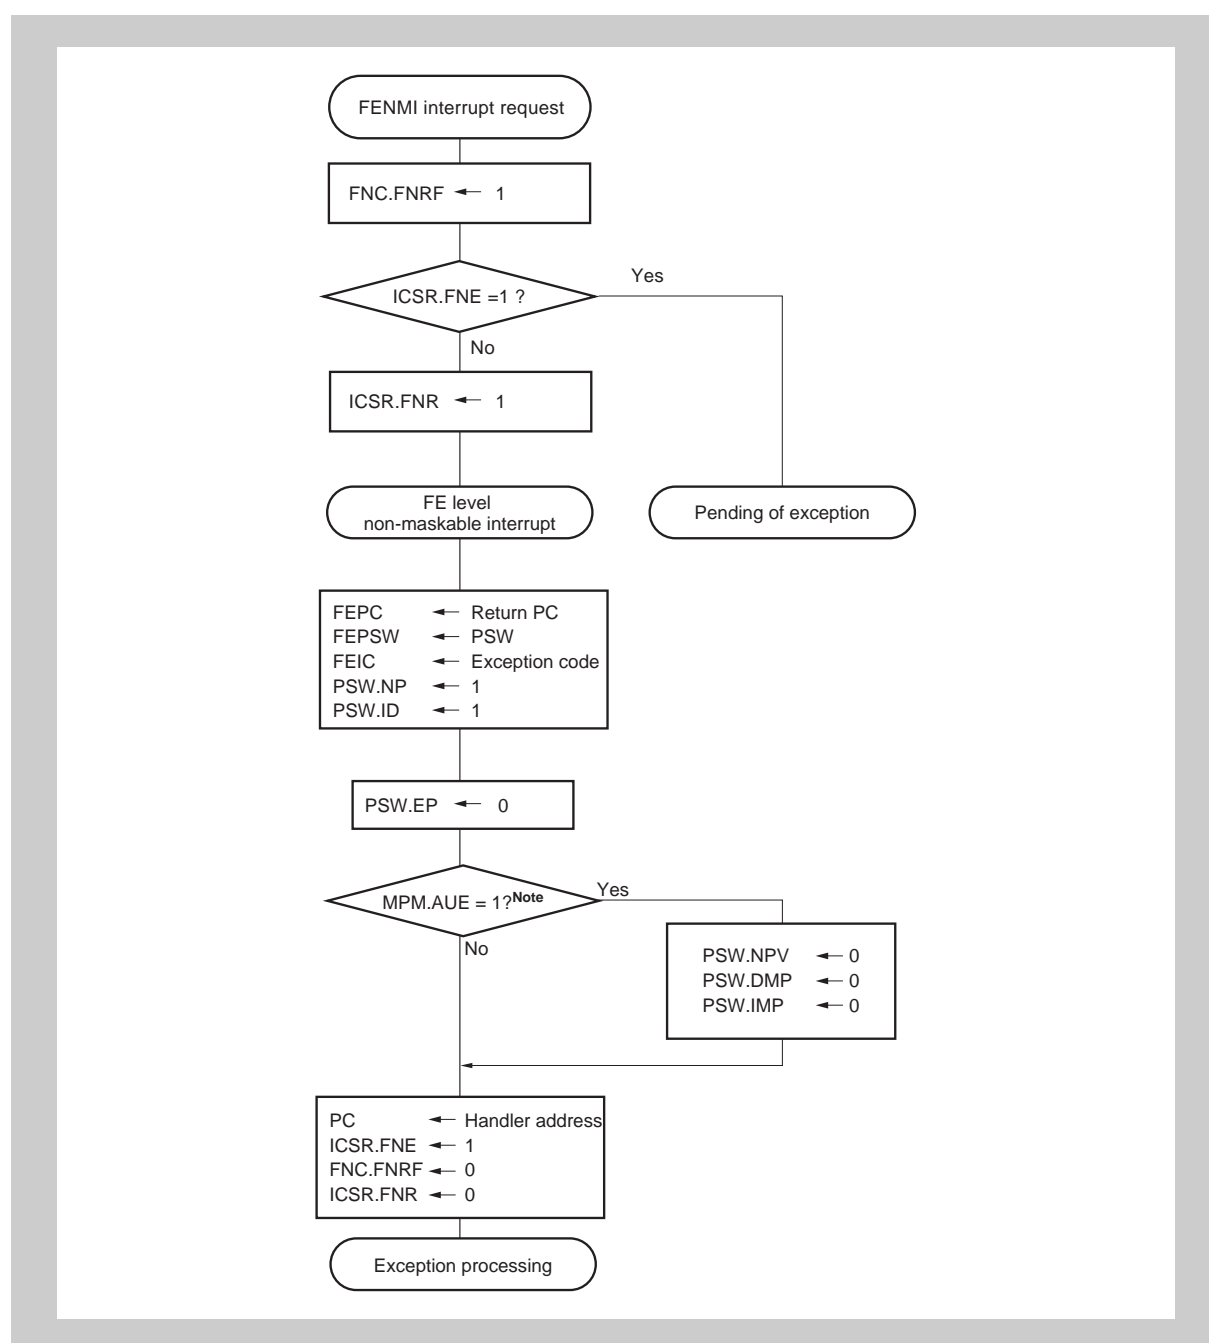 FENMI interrupt request
FNC.FNRF ← 1
ICSR.FNE =1 ?
Yes
No
ICSR.FNR ← 1
FE level
non-maskable interrupt
Pending of exception
FEPC ← Return PC
FEPSW ← PSW
FEIC ← Exception code
PSW.NP ← 1
PSW.ID ← 1
PSW.EP ← 0
MPM.AUE = 1?Note
Yes
No
PSW.NPV ← 0
PSW.DMP ← 0
PSW.IMP ← 0
PC ← Handler address
ICSR.FNE ← 1
FNC.FNRF ← 0
ICSR.FNR ← 0
Exception processing